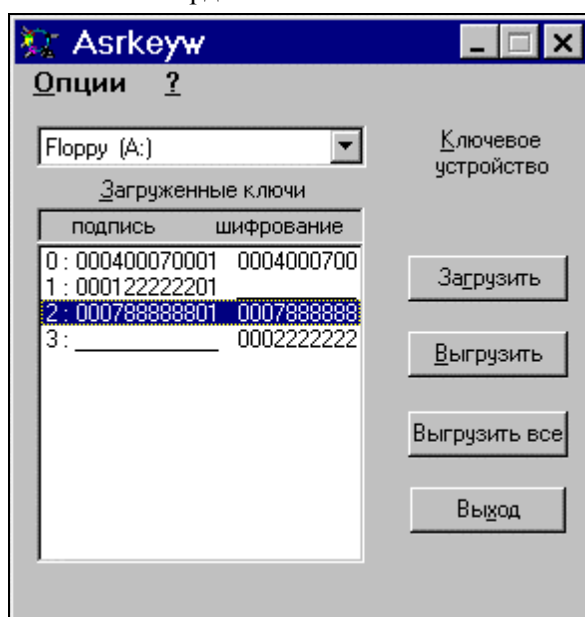 Asrkeyw
Опции ?
Floppy (A:)
Ключевое
устройство
Загруженные ключи
подпись шифрование
0 : 000400070001 0004000700
1 : 000122222201 __________
2 : 000788888801 0007888888
3 : ____________ 0002222222
Загрузить
Выгрузить
Выгрузить все
Выход